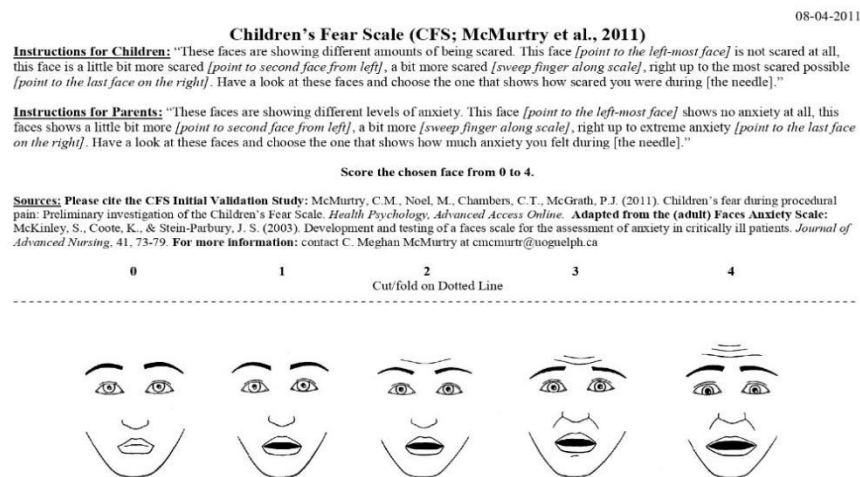 08-04-2011
Children's Fear Scale (CFS; McMurtry et al., 2011)
Instructions for Children: “These faces are showing different amounts of being scared. This face [point to the left-most face] is not scared at all,
this face is a little bit more scared [point to second face from left], a bit more scared [sweep finger along scale], right up to the most scared possible
[point to the last face on the right]. Have a look at these faces and choose the one that shows how scared you were during [the needle].”
Instructions for Parents: “These faces are showing different levels of anxiety. This face [point to the left-most face] shows no anxiety at all, this
faces shows a little bit more [point to second face from left], a bit more [sweep finger along scale], right up to extreme anxiety [point to the last face
on the right]. Have a look at these faces and choose the one that shows how much anxiety you felt during [the needle].”
Score the chosen face from 0 to 4.
Sources: Please cite the CFS Initial Validation Study: McMurtry, C.M., Noel, M., Chambers, C.T., McGrath, P.J. (2011). Children's fear during procedural
pain: Preliminary investigation of the Children's Fear Scale. Health Psychology, Advanced Access Online. Adapted from the (adult) Faces Anxiety Scale:
McKinley, S., Coote, K., & Stein-Parbury, J. S. (2003). Development and testing of a faces scale for the assessment of anxiety in critically ill patients. Journal of
Advanced Nursing, 41, 73-79. For more information: contact C. Meghan McMurtry at cmcmurtr@uoguelph.ca
0 1 2 3 4
Cut/fold on Dotted Line